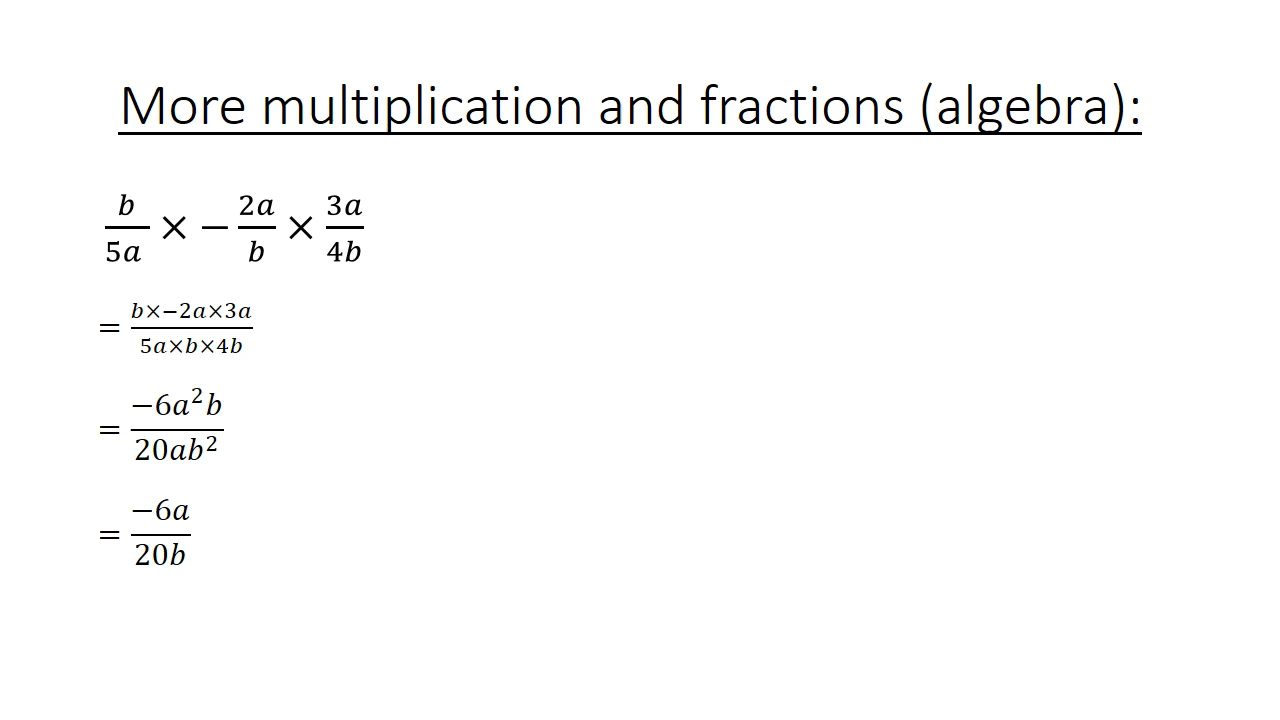 More multiplication and fractions (algebra):
b/5a × − 2a/b × 3a/4b
= b×−2a×3a/5a×b×4b
= −6a²b/20ab²
= −6a/20b